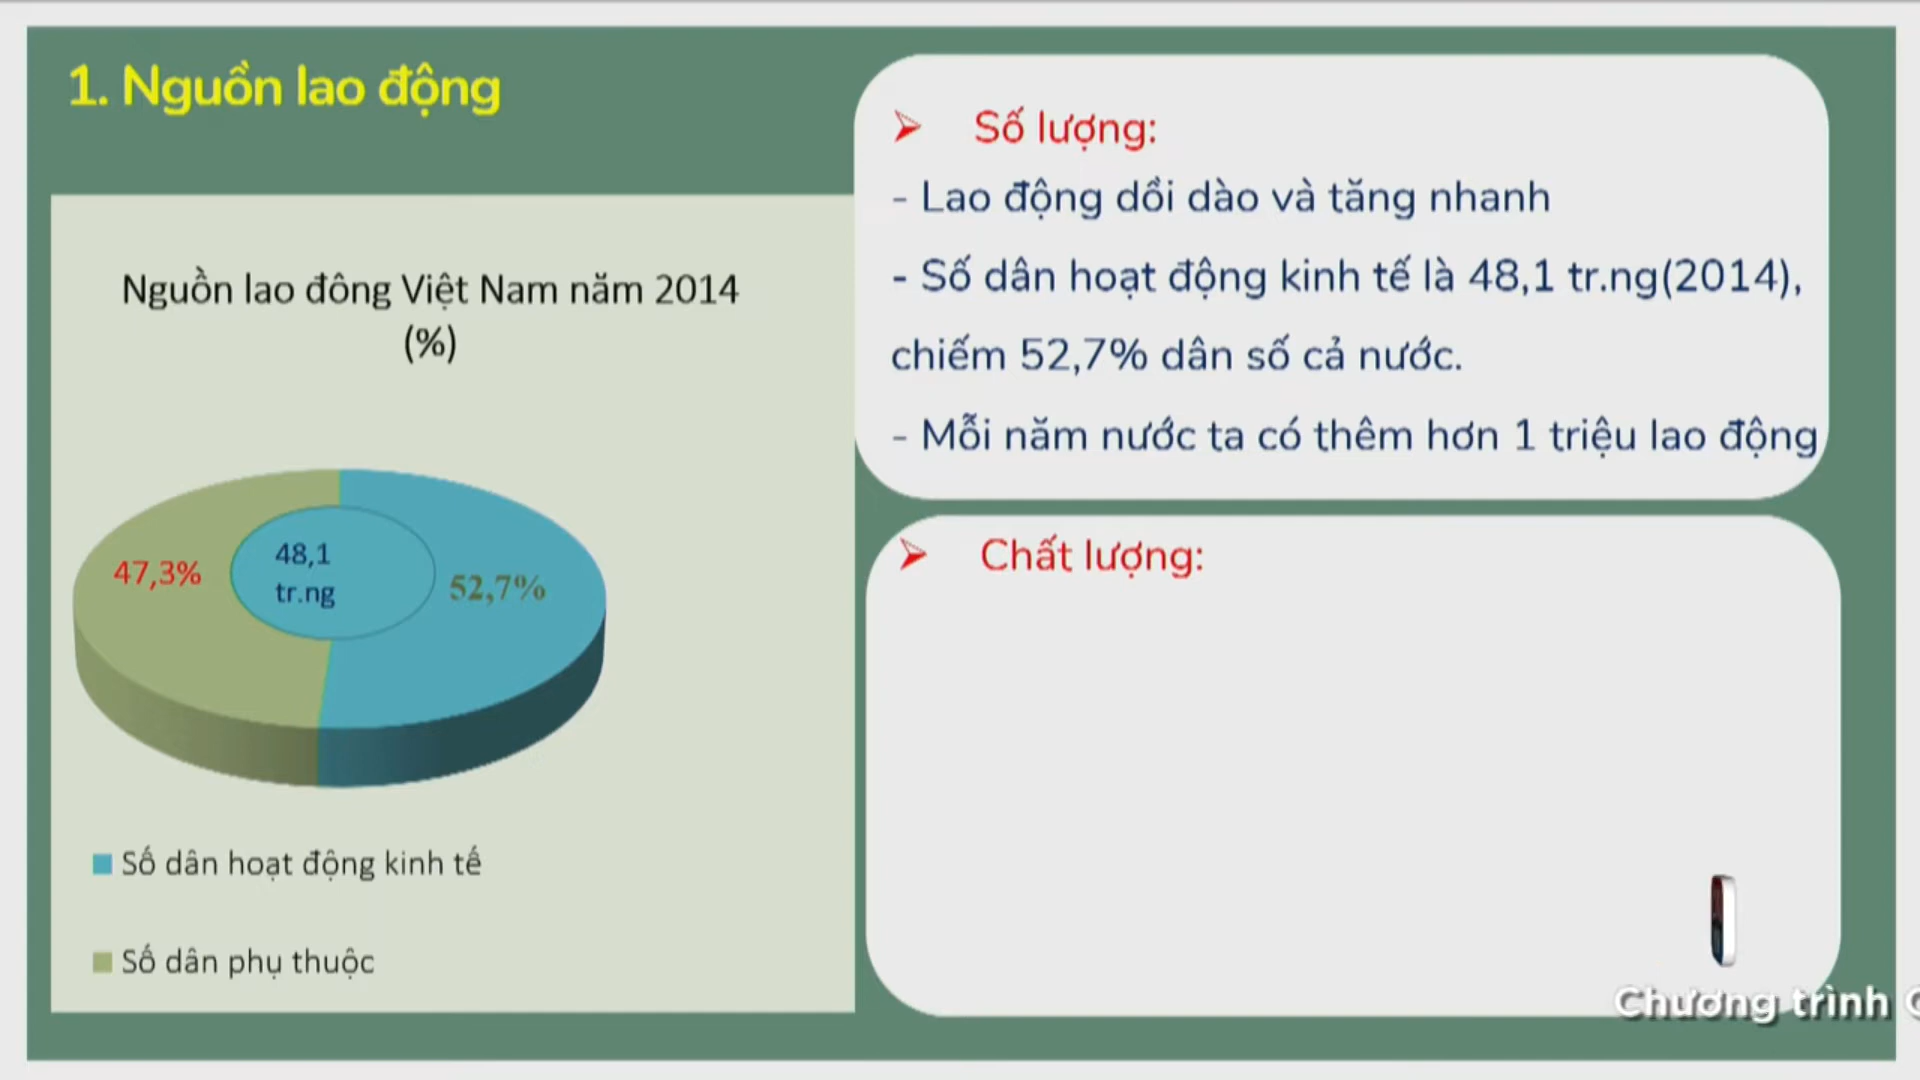 1. Nguồn lao động
Nguồn lao đông Việt Nam năm 2014
(%)
47,3%
48,1
tr.ng
52,7%
Số dân hoạt động kinh tế
Số dân phụ thuộc
Số lượng:
- Lao động dồi dào và tăng nhanh
- Số dân hoạt động kinh tế là 48,1 tr.ng(2014),
chiếm 52,7% dân số cả nước.
- Mỗi năm nước ta có thêm hơn 1 triệu lao động
Chất lượng:
Chương trình